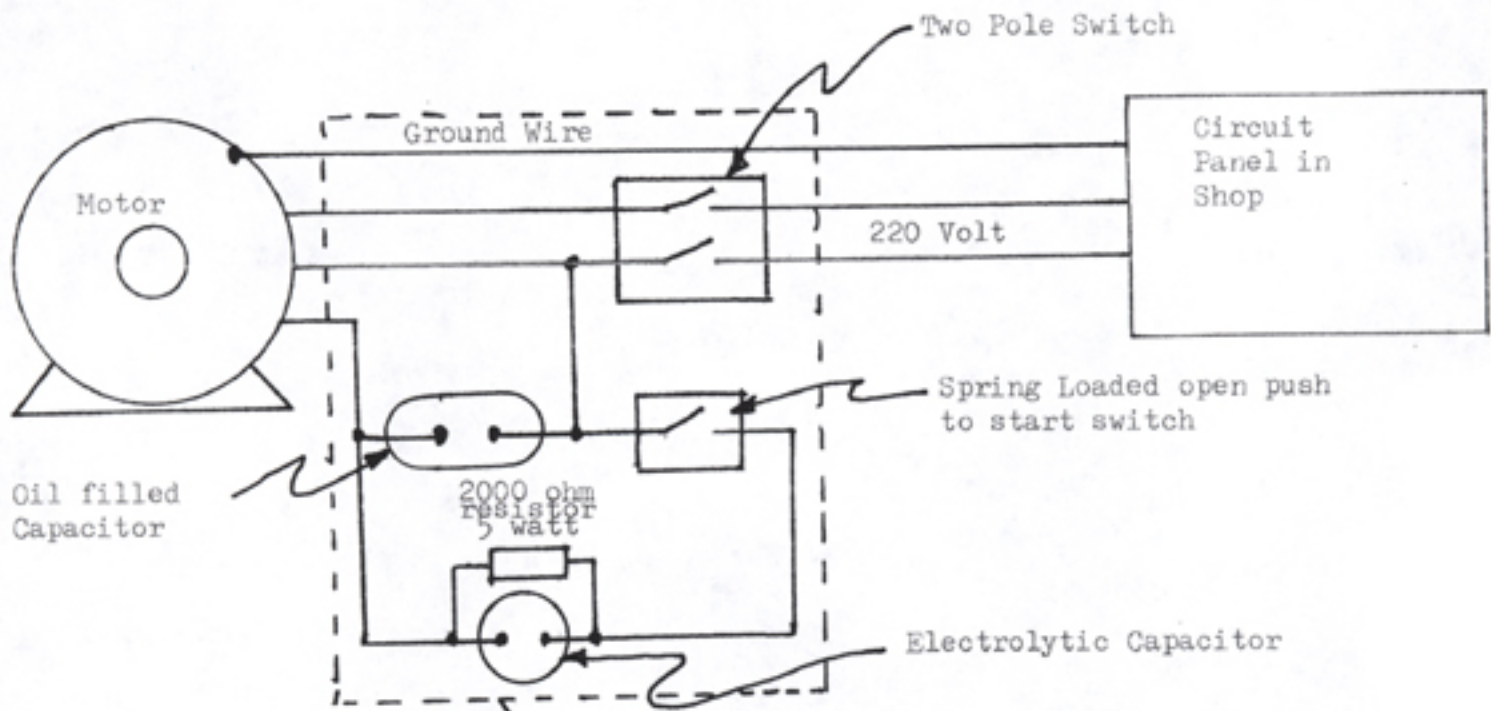 Two Pole Switch
Ground Wire
Circuit
Panel in
Shop
Motor
220 Volt
Spring Loaded open push
to start switch
Oil filled
Capacitor
2000 ohm
resistor
5 watt
Electrolytic Capacitor